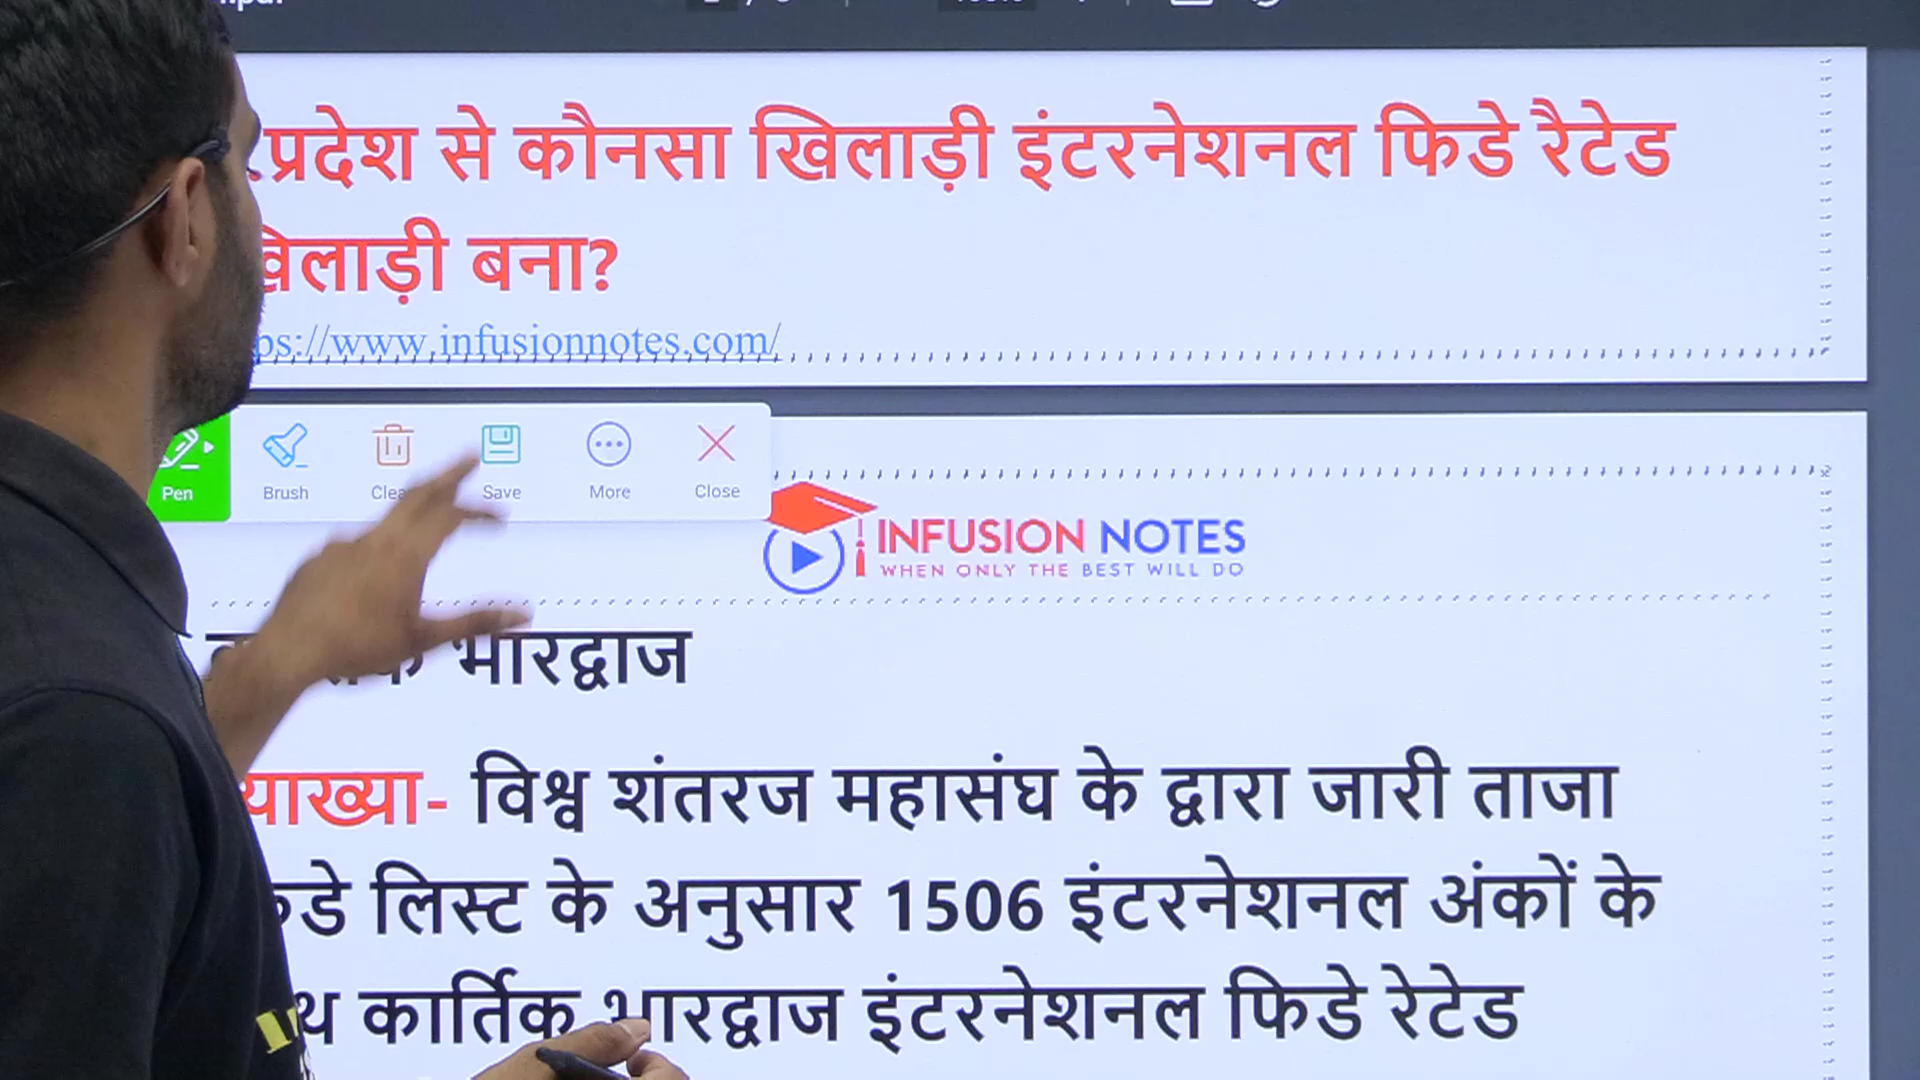 प्रदेश से कौनसा खिलाड़ी इंटरनेशनल फिडे रैटेड
खिलाड़ी बना?
ps://www.infusionnotes.com/
Pen
Brush
Clea
Save
More
Close
INFUSION NOTES
WHEN ONLY THE BEST WILL DO
भारद्वाज
याख्या- विश्व शंतरज महासंघ के द्वारा जारी ताजा
डे लिस्ट के अनुसार 1506 इंटरनेशनल अंकों के
थ कार्तिक भारद्वाज इंटरनेशनल फिडे रेटेड